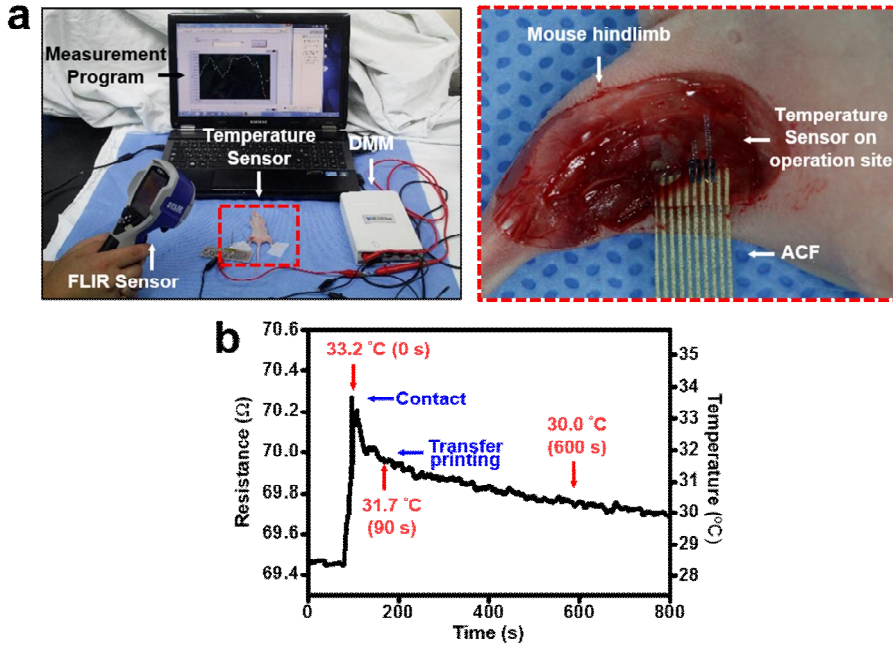 a
Measurement
Program
Temperature
Sensor
DMM
FLIR Sensor
Mouse hindlimb
Temperature
Sensor on
operation site
ACF
b
70.6
70.4
70.2
70.0
69.8
69.6
69.4
Resistance (Ω)
33.2 °C (0 s)
Contact
Transfer
printing
31.7 °C
(90 s)
30.0 °C
(600 s)
35
34
33
32
31
30
29
28
Temperature (°C)
0 200 400 600 800
Time (s)